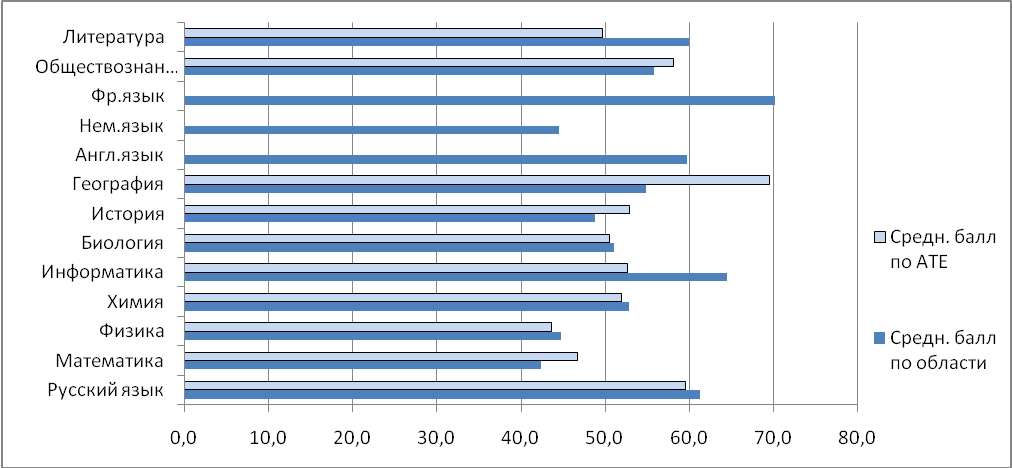 Литература
Обществознан...
Фр.язык
Нем.язык
Англ.язык
География
История
Биология
Информатика
Химия
Физика
Математика
Русский язык
0,0 10,0 20,0 30,0 40,0 50,0 60,0 70,0 80,0
Средн. балл
по АТЕ
Средн. балл
по области